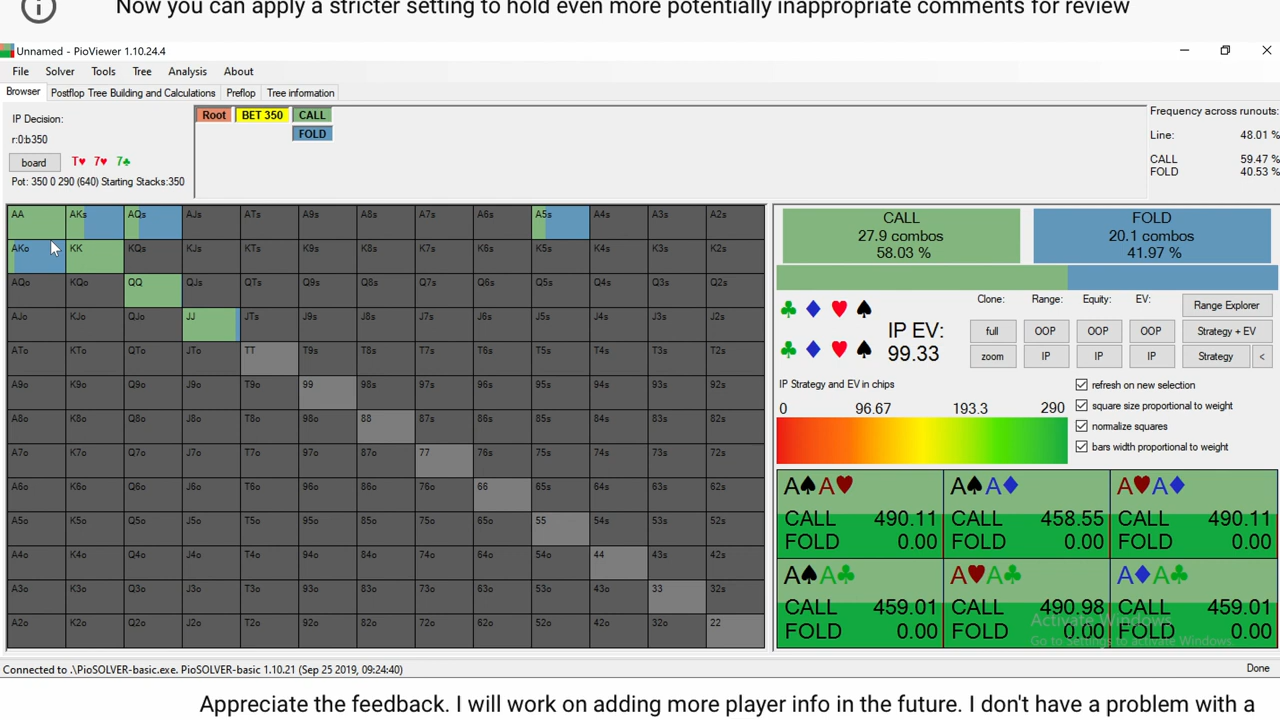 Now you can apply a stricter setting to hold even more potentially inappropriate comments for review
Unnamed - PioViewer 1.10.24.4
File Solver Tools Tree Analysis About
Browser Postflop Tree Building and Calculations Preflop Tree information
IP Decision:
r:0:b350
board T♥ 7♥ 7♣
Pot: 350 0 290 (640) Starting Stacks:350
Root BET 350 CALL
FOLD
Frequency across runouts:
Line: 48.01 %
CALL 59.47 %
FOLD 40.53 %
AA AKs AQs AJs ATs A9s A8s A7s A6s A5s A4s A3s A2s
AKo KK KQs KJs KTs K9s K8s K7s K6s K5s K4s K3s K2s
AQo KQo QQ QJs QTs Q9s Q8s Q7s Q6s Q5s Q4s Q3s Q2s
AJo KJo QJo JJ JTs J9s J8s J7s J6s J5s J4s J3s J2s
ATo KTo QTo JTo TT T9s T8s T7s T6s T5s T4s T3s T2s
A9o K9o Q9o J9o T9o 99 98s 97s 96s 95s 94s 93s 92s
A8o K8o Q8o J8o T8o 98o 88 87s 86s 85s 84s 83s 82s
A7o K7o Q7o J7o T7o 97o 87o 77 76s 75s 74s 73s 72s
A6o K6o Q6o J6o T6o 96o 86o 76o 66 65s 64s 63s 62s
A5o K5o Q5o J5o T5o 95o 85o 75o 65o 55 54s 53s 52s
A4o K4o Q4o J4o T4o 94o 84o 74o 64o 54o 44 43s 42s
A3o K3o Q3o J3o T3o 93o 83o 73o 63o 53o 43o 33 32s
A2o K2o Q2o J2o T2o 92o 82o 72o 62o 52o 42o 32o 22
CALL FOLD
27.9 combos 20.1 combos
58.03 % 41.97 %
♣ ♦ ♥ ♠
♣ ♦ ♥ ♠
IP EV:
99.33
Clone: Range: Equity: EV:
full OOP OOP OOP
zoom IP IP IP
Range Explorer
Strategy + EV
Strategy <
IP Strategy and EV in chips
0 96.67 193.3 290
refresh on new selection
square size proportional to weight
normalize squares
bars width proportional to weight
A♠A♥ A♠A♦ A♥A♦
CALL 490.11 CALL 458.55 CALL 490.11
FOLD 0.00 FOLD 0.00 FOLD 0.00
A♠A♣ A♥A♣ A♦A♣
CALL 459.01 CALL 490.98 CALL 459.01
FOLD 0.00 FOLD 0.00 FOLD 0.00
Activate Windows
Go to Settings to activate Windows.
Connected to .\PioSOLVER-basic.exe. PioSOLVER-basic 1.10.21 (Sep 25 2019, 09:24:40) Done
Appreciate the feedback. I will work on adding more player info in the future. I don't have a problem with a